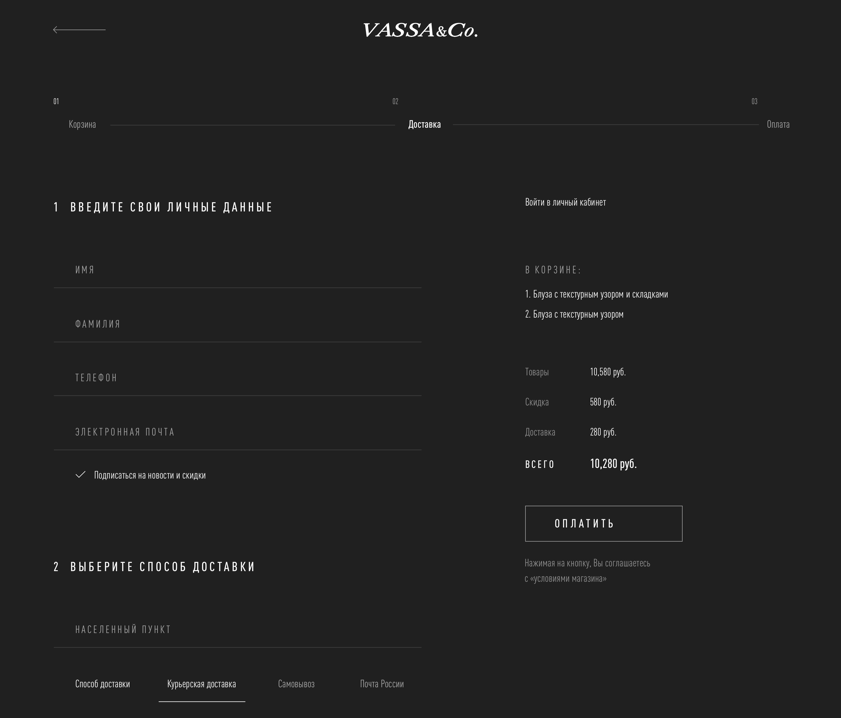 VASSA&Co.
01
02
03
Корзина
Доставка
Оплата
1 ВВЕДИТЕ СВОИ ЛИЧНЫЕ ДАННЫЕ
ИМЯ
ФАМИЛИЯ
ТЕЛЕФОН
ЭЛЕКТРОННАЯ ПОЧТА
Подписаться на новости и скидки
2 ВЫБЕРИТЕ СПОСОБ ДОСТАВКИ
НАСЕЛЕННЫЙ ПУНКТ
Способ доставки
Курьерская доставка
Самовывоз
Почта России
Войти в личный кабинет
В КОРЗИНЕ:
1. Блуза с текстурным узором и складками
2. Блуза с текстурным узором
Товары 10,580 руб.
Скидка 580 руб.
Доставка 280 руб.
ВСЕГО 10,280 руб.
ОПЛАТИТЬ
Нажимая на кнопку, Вы соглашаетесь
с «условиями магазина»